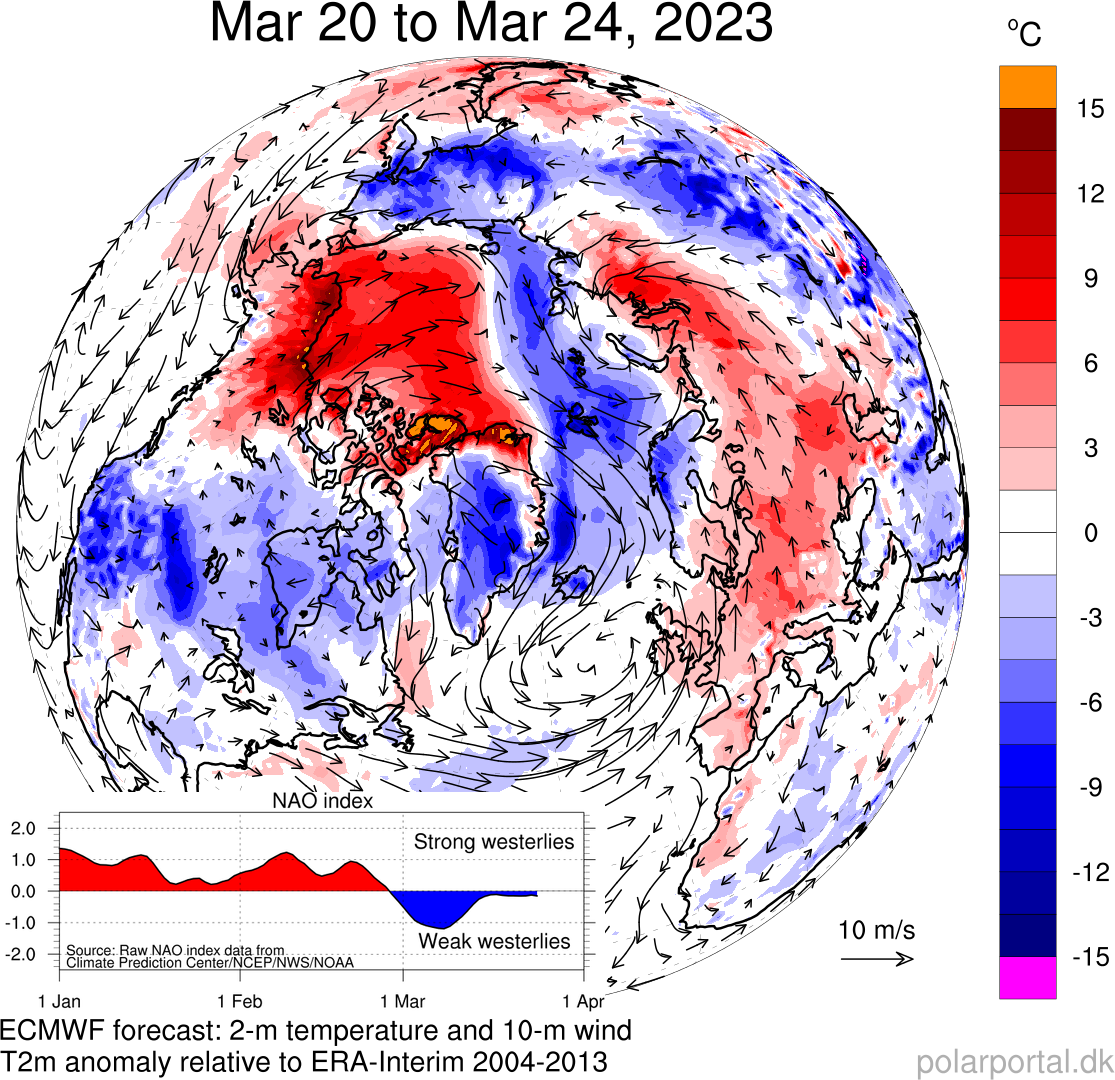 Mar 20 to Mar 24, 2023
°C
15
12
9
6
3
0
-3
-6
-9
-12
-15
NAO index
2.0
1.0
0.0
-1.0
-2.0
Strong westerlies
Weak westerlies
Source: Raw NAO index data from
Climate Prediction Center/NCEP/NWS/NOAA
1 Jan
1 Feb
1 Mar
1 Apr
10 m/s
ECMWF forecast: 2-m temperature and 10-m wind
T2m anomaly relative to ERA-Interim 2004-2013
polarportal.dk